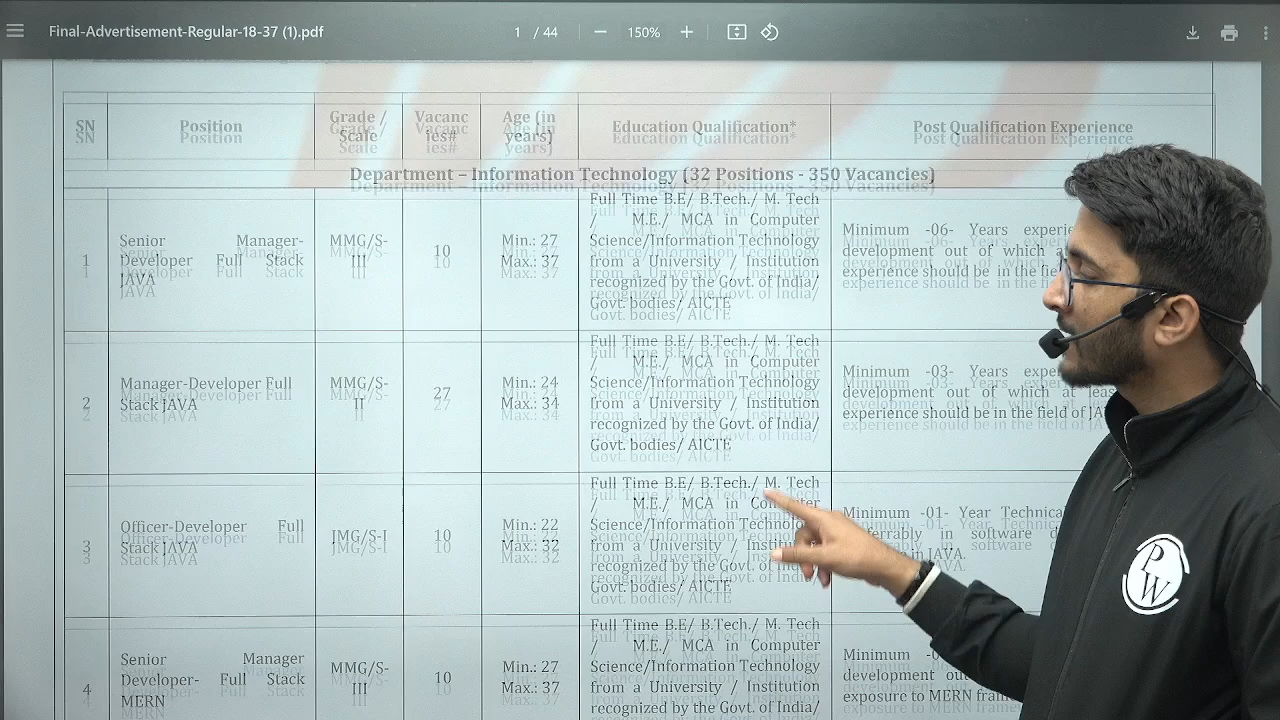 Final-Advertisement-Regular-18-37 (1).pdf 1 / 44 150%
SN Position Grade / Scale Vacancies# Age (in years) Education Qualification* Post Qualification Experience
Department – Information Technology (32 Positions - 350 Vacancies)
1
Senior Manager-
Developer Full Stack
JAVA
MMG/S-
III
10
Min.: 27
Max.: 37
Full Time B.E/ B.Tech./ M. Tech
/ M.E./ MCA in Computer
Science/Information Technology
from a University / Institution
recognized by the Govt. of India/
Govt. bodies/ AICTE
Minimum -06- Years
development out of which
experience should be in the
2
Manager-Developer Full
Stack JAVA
MMG/S-
II
27
Min.: 24
Max.: 34
Full Time B.E/ B.Tech./ M. Tech
/ M.E./ MCA in Computer
Science/Information Technology
from a University / Institution
recognized by the Govt. of India/
Govt. bodies/ AICTE
Minimum -03- Years
development out of which at
experience should be in the field of
3
Officer-Developer Full
Stack JAVA
JMG/S-I
10
Min.: 22
Max.: 32
Full Time B.E/ B.Tech./ M. Tech
/ M.E./ MCA in Computer
Science/Information
from a University /
recognized by the Govt. of
Govt. bodies/ AICTE
Minimum -01- Year
in software
in JAVA.
4
Senior Manager
Developer- Full Stack
MERN
MMG/S-
III
10
Min.: 27
Max.: 37
Full Time B.E/ B.Tech./ M. Tech
/ M.E./ MCA in Computer
Science/Information Technology
from a University / Institution
recognized by the Govt. of India/
Minimum
development
exposure to MERN
PW